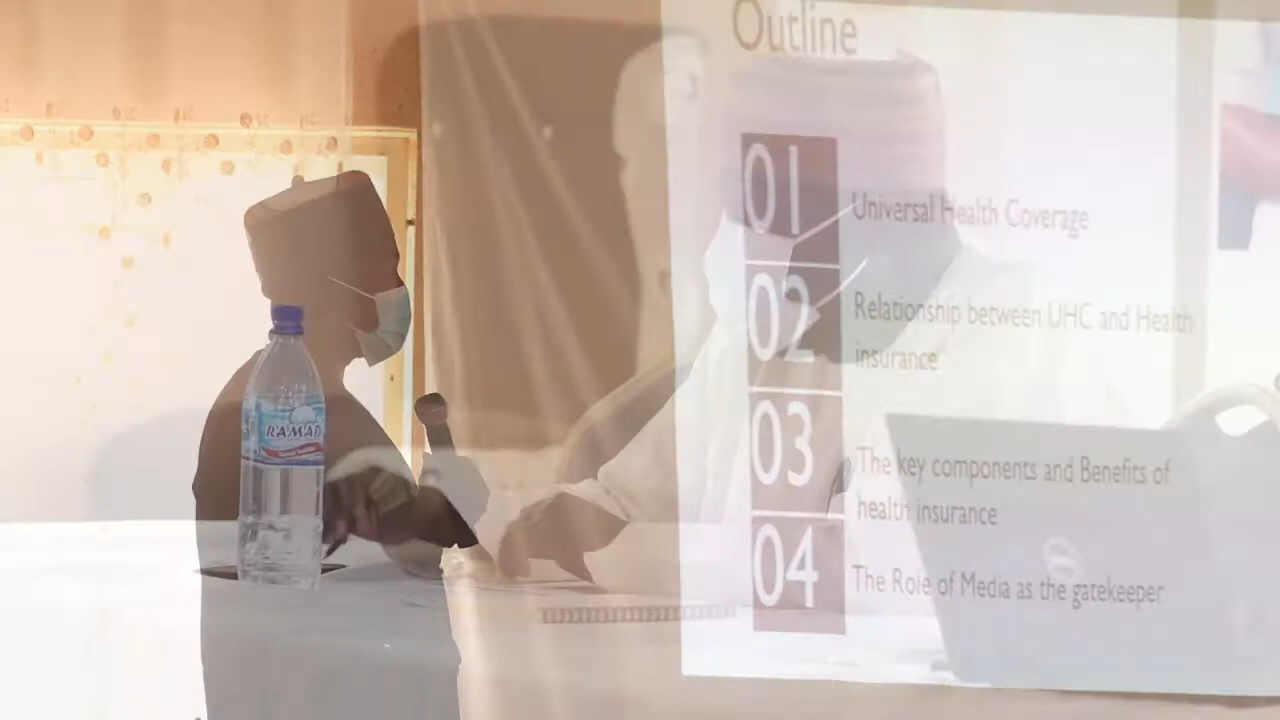 Outline
01
Universal Health Coverage
02
Relationship between UHC and Health
insurance
03
The key components and Benefits of
health insurance
04
The Role of Media as the gatekeeper
RAMAD